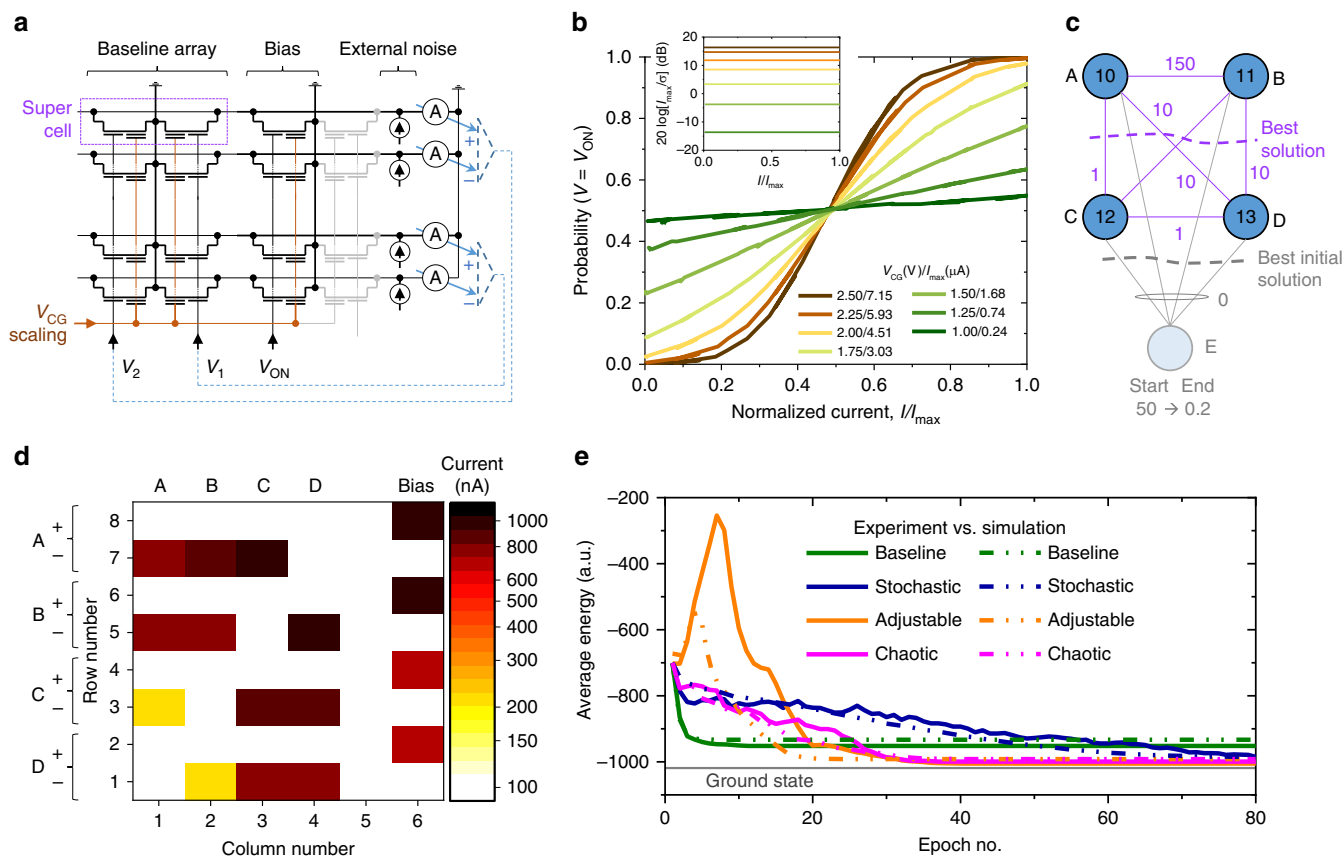 a
Baseline array
Bias
External noise
Super
cell
A
+
A
−
A
+
A
−
V_CG
scaling
V_2
V_1
V_ON
b
Probability (V = V_ON)
1.0
0.8
0.6
0.4
0.2
0.0
0.0
0.2
0.4
0.6
0.8
1.0
Normalized current, I/I_max
20 log[I_max/σ] (dB)
20
10
0
−10
−20
0.0
0.5
1.0
I/I_max
V_CG(V)/I_max(μA)
2.50/7.15
2.25/5.93
2.00/4.51
1.75/3.03
1.50/1.68
1.25/0.74
1.00/0.24
c
A
10
150
11
B
10
Best
solution
1
10
10
C
12
13
D
1
Best initial
solution
0
E
Start End
50 → 0.2
d
A
B
C
D
Bias
Current
(nA)
A
+
−
B
+
−
C
+
−
D
+
−
Row number
8
7
6
5
4
3
2
1
1
2
3
4
5
6
Column number
1000
800
600
500
400
300
200
150
100
e
Average energy (a.u.)
−200
−400
−600
−800
−1000
0
20
40
60
80
Epoch no.
Experiment vs. simulation
Baseline
Baseline
Stochastic
Stochastic
Adjustable
Adjustable
Chaotic
Chaotic
Ground state